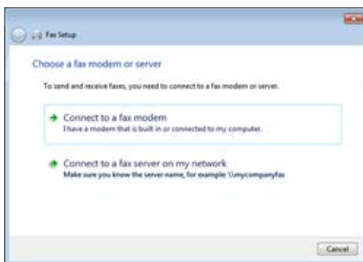 Fax Setup
Choose a fax modem or server
To send and receive faxes, you need to connect to a fax modem or server.
Connect to a fax modem
I have a modem that is built in or connected to my computer.
Connect to a fax server on my network
Make sure you know the server name, for example: \\mycompanyfax
Cancel